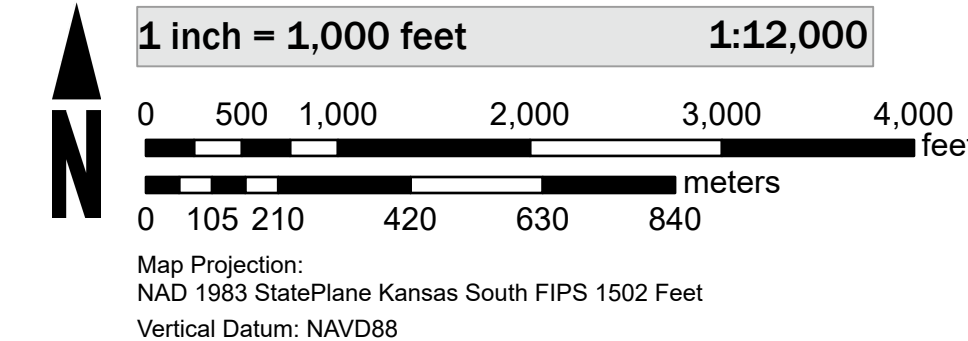 1 inch = 1,000 feet 1:12,000
0 500 1,000 2,000 3,000 4,000
feet
meters
0 105 210 420 630 840
N
Map Projection:
NAD 1983 StatePlane Kansas South FIPS 1502 Feet
Vertical Datum: NAVD88